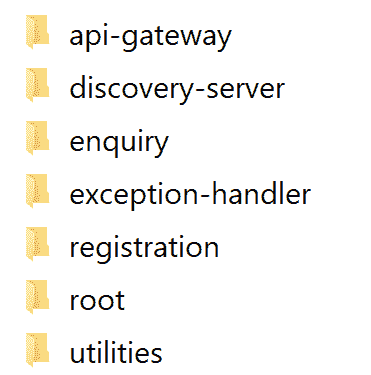 api-gateway
discovery-server
enquiry
exception-handler
registration
root
utilities